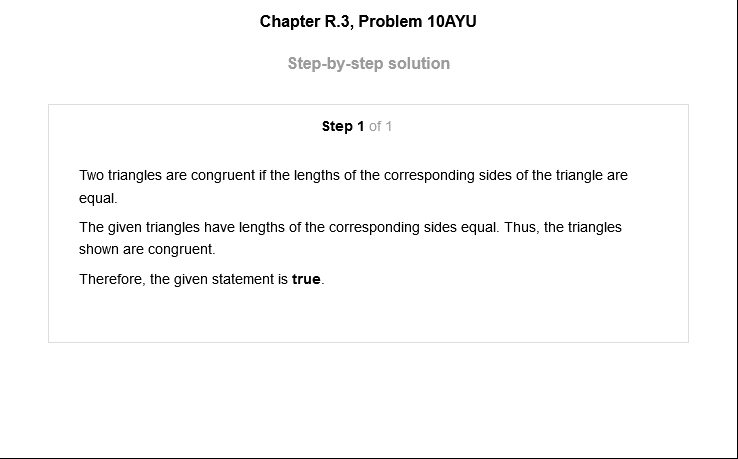 Chapter R.3, Problem 10AYU
Step-by-step solution
Step 1 of 1
Two triangles are congruent if the lengths of the corresponding sides of the triangle are
equal.
The given triangles have lengths of the corresponding sides equal. Thus, the triangles
shown are congruent.
Therefore, the given statement is true.